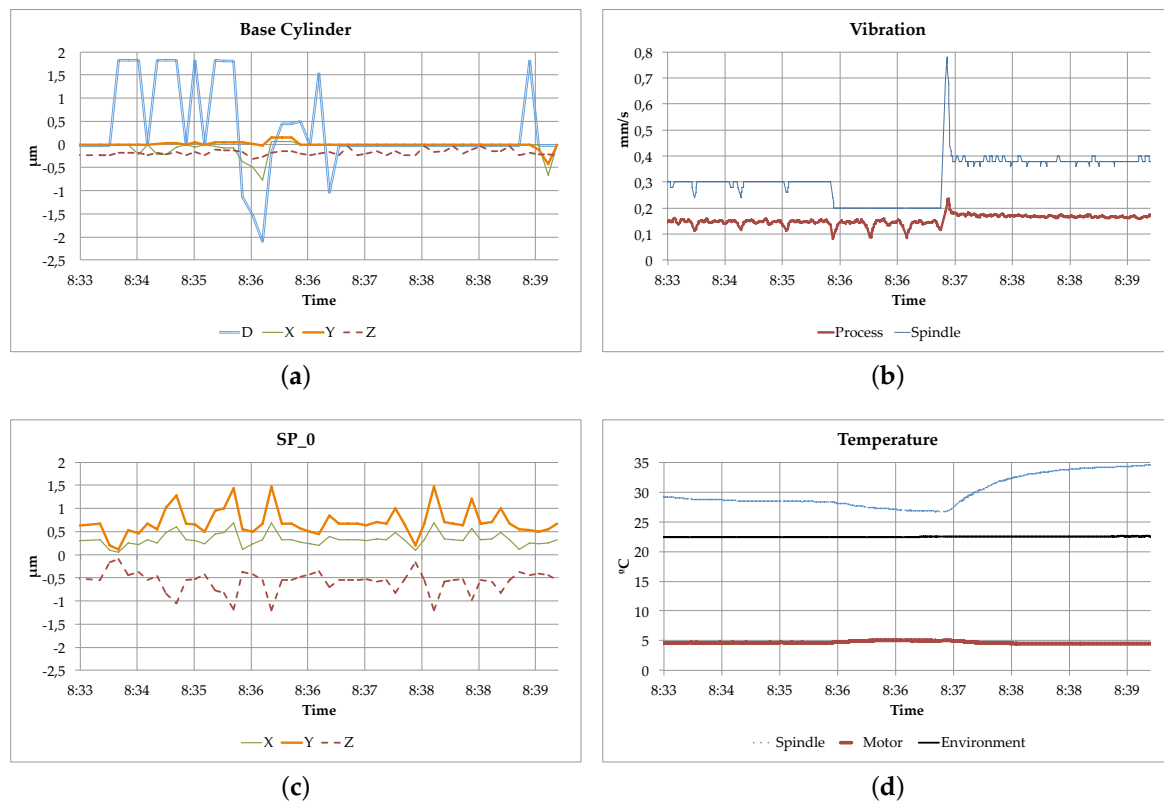 Base Cylinder
2
1,5
1
0,5
0
-0,5
-1
-1,5
-2
-2,5
µm
8:33 8:34 8:35 8:35 8:36 8:36 8:37 8:38 8:39
Time
D X Y Z
(a)
Vibration
0,8
0,7
0,6
0,5
0,4
0,3
0,2
0,1
0
mm/s
8:33 8:34 8:35 8:36 8:36 8:37 8:38 8:38 8:39
Time
Process Spindle
(b)
SP_0
2
1,5
1
0,5
0
-0,5
-1
-1,5
-2
-2,5
µm
8:33 8:34 8:35 8:36 8:36 8:37 8:38 8:38 8:39
Time
X Y Z
(c)
Temperature
35
30
25
20
15
10
5
0
ºC
8:33 8:34 8:35 8:36 8:36 8:37 8:38 8:38 8:39
Time
Spindle Motor Environment
(d)